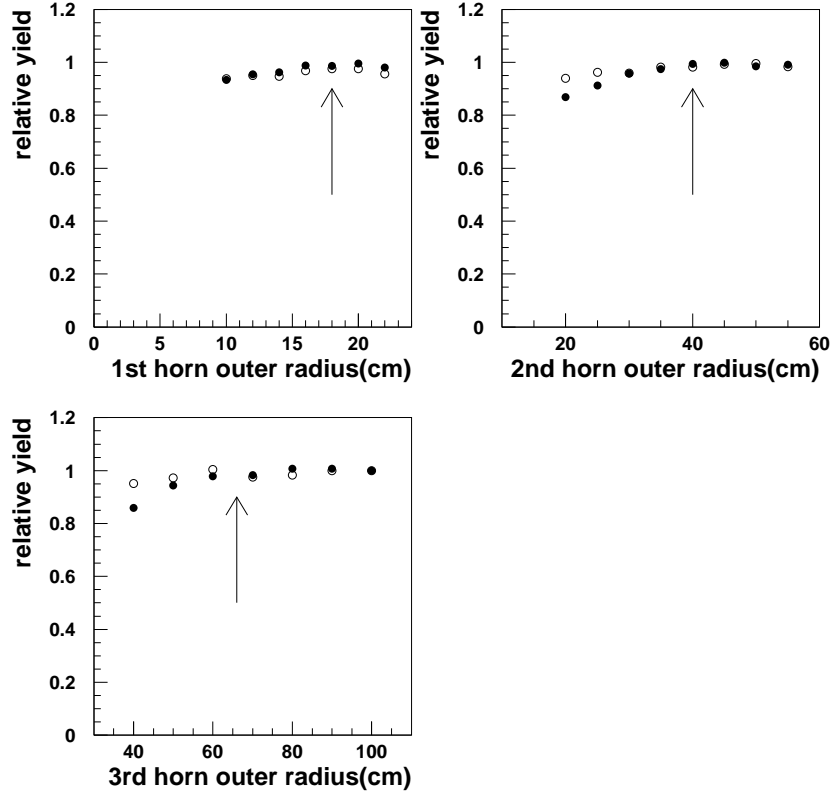 relative yield
1.2
1
0.8
0.6
0.4
0.2
0
0 5 10 15 20
1st horn outer radius(cm)
relative yield
1.2
1
0.8
0.6
0.4
0.2
0
20 40 60
2nd horn outer radius(cm)
relative yield
1.2
1
0.8
0.6
0.4
0.2
0
40 60 80 100
3rd horn outer radius(cm)